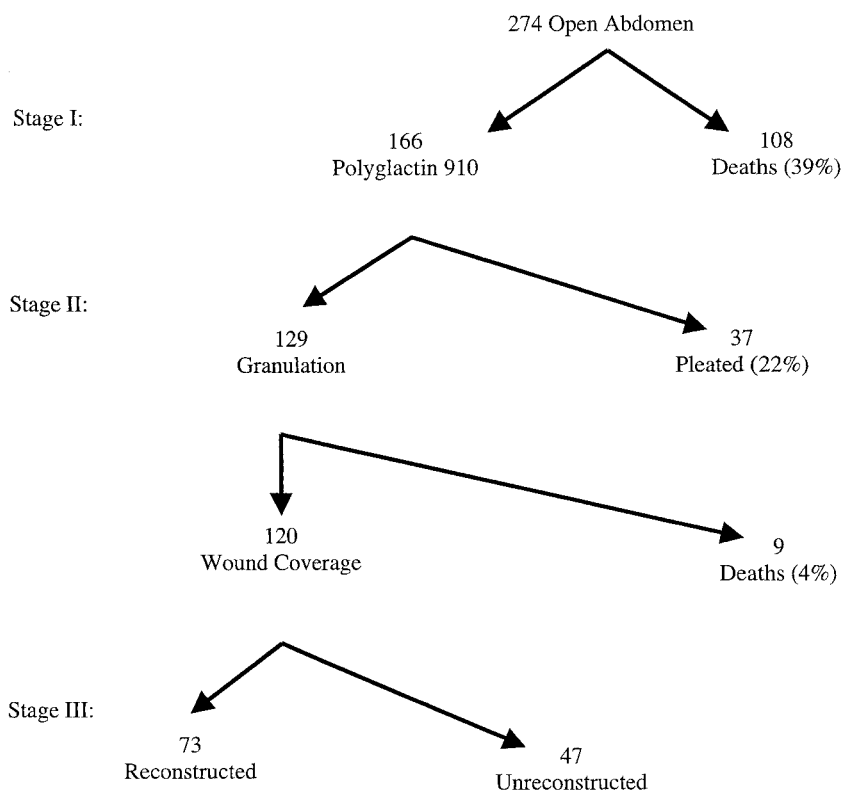 274 Open Abdomen
Stage I:
166
Polyglactin 910
108
Deaths (39%)
Stage II:
129
Granulation
37
Pleated (22%)
120
Wound Coverage
9
Deaths (4%)
Stage III:
73
Reconstructed
47
Unreconstructed